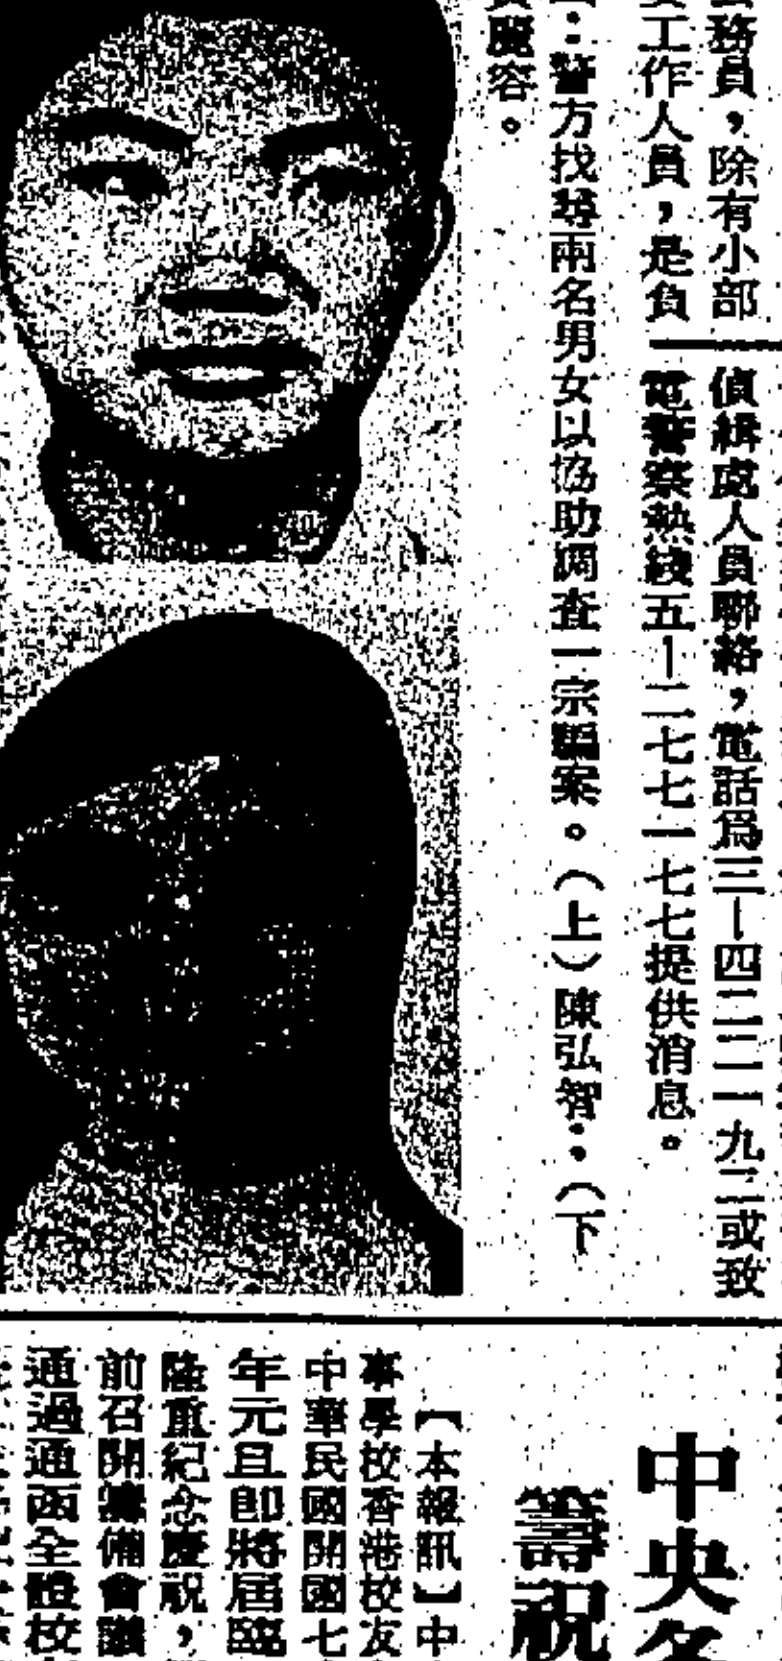 務員，除有小部
工作人員，是負
偵緝處人員聯絡，電話爲三－四二二一九二或致
電警察熱綫五－二七七一七七提供消息。
：警方找尋兩名男女以協助調查一宗騙案。（上）陳弘智；（下
廣容。
中央各
籌祝
【本報訊】中
事學校香港校友
中華民國開國七
年元旦即將屆臨
隆重紀念慶祝，
前召開籌備會議
通過通函全體校